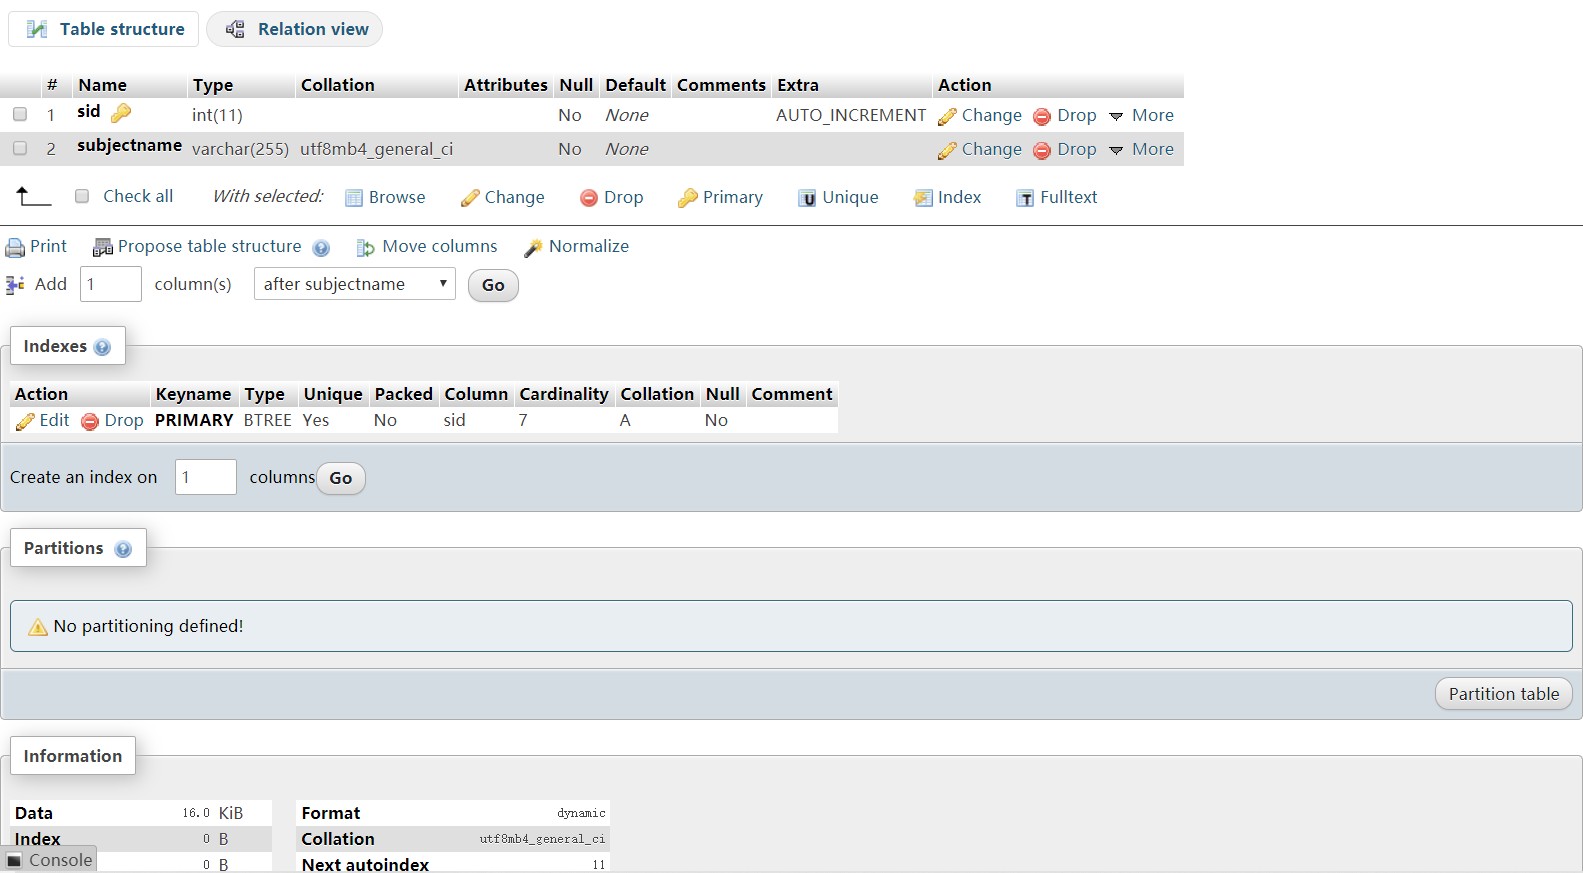 Table structure Relation view
# Name Type Collation Attributes Null Default Comments Extra Action
1 sid int(11) No None AUTO_INCREMENT Change Drop More
2 subjectname varchar(255) utf8mb4_general_ci No None Change Drop More
Check all With selected: Browse Change Drop Primary Unique Index Fulltext
Print Propose table structure Move columns Normalize
Add 1 column(s) after subjectname Go
Indexes
Action Keyname Type Unique Packed Column Cardinality Collation Null Comment
Edit Drop PRIMARY BTREE Yes No sid 7 A No
Create an index on 1 columns Go
Partitions
No partitioning defined!
Partition table
Information
Data 16.0 KiB Format dynamic
Index 0 B Collation utf8mb4_general_ci
Console 0 B Next autoindex 11